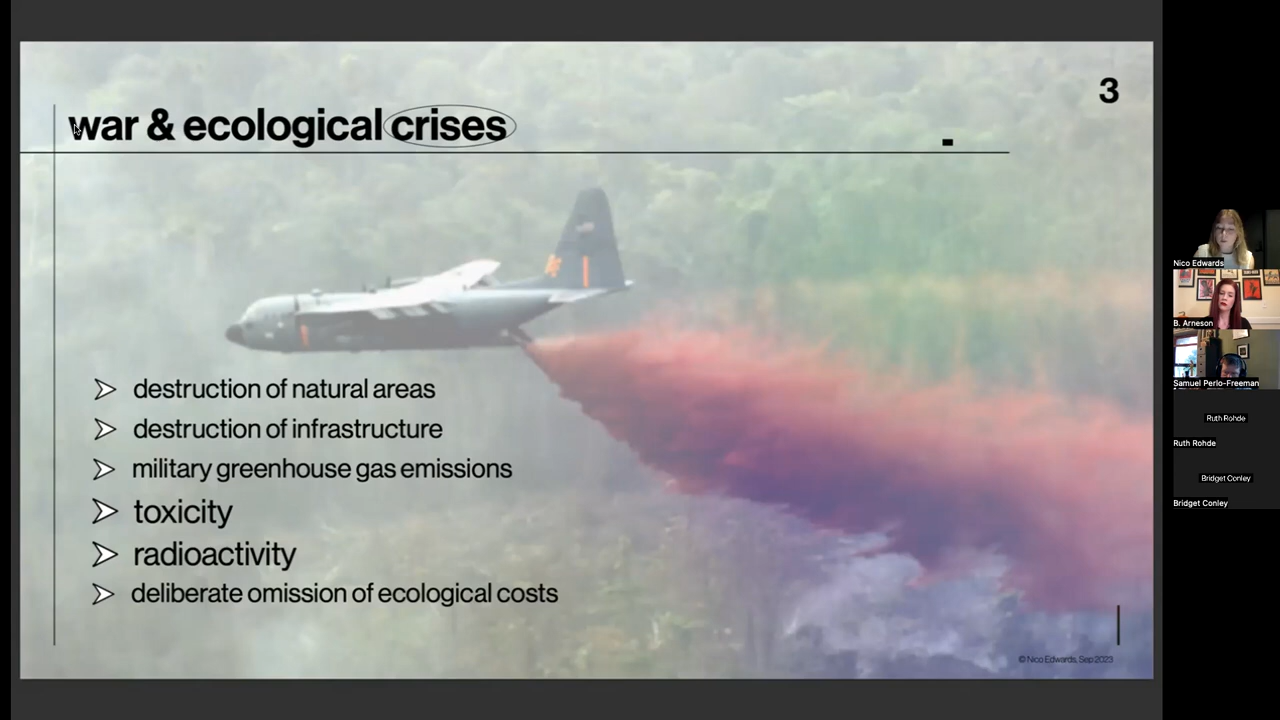 3
war & ecological crises
destruction of natural areas
destruction of infrastructure
military greenhouse gas emissions
toxicity
radioactivity
deliberate omission of ecological costs
© Nico Edwards, Sep 2023
Nico Edwards
B. Arneson
Samuel Perlo-Freeman
Ruth Rohde
Ruth Rohde
Bridget Conley
Bridget Conley